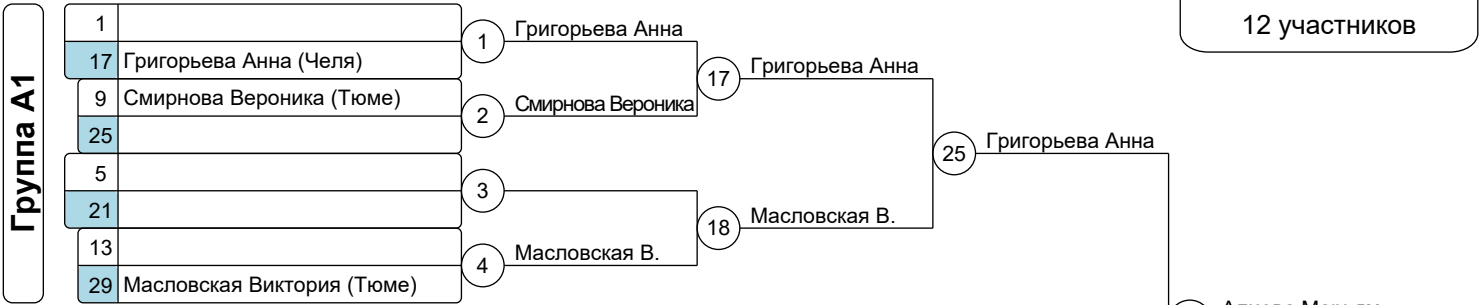 Группа А1
12 участников
1
17 Григорьева Анна (Челя)
9 Смирнова Вероника (Тюме)
25
5
21
13
29 Масловская Виктория (Тюме)
1 Григорьева Анна
2 Смирнова Вероника
3
4 Масловская В.
17 Григорьева Анна
18 Масловская В.
25 Григорьева Анна